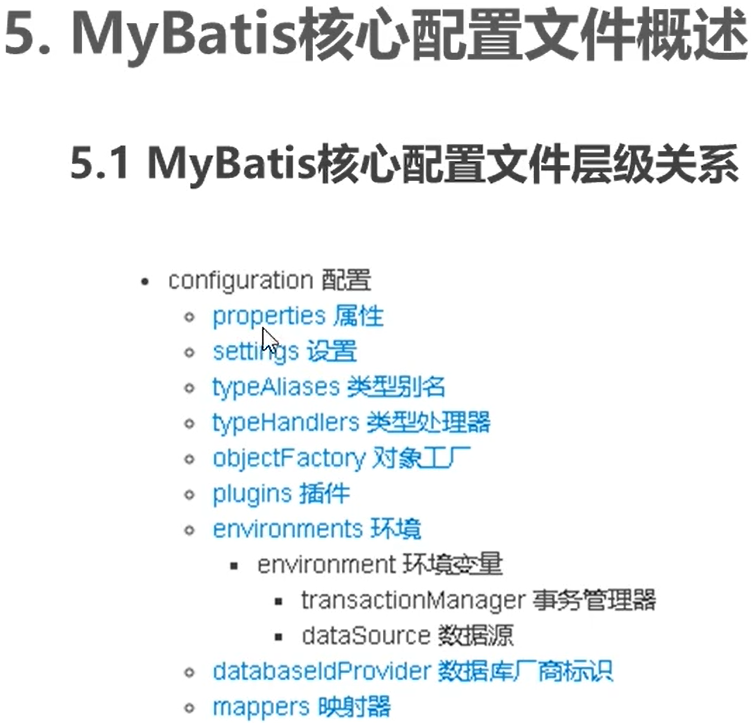 5. MyBatis核心配置文件概述
5.1 MyBatis核心配置文件层级关系
configuration 配置
properties 属性
settings 设置
typeAliases 类型别名
typeHandlers 类型处理器
objectFactory 对象工厂
plugins 插件
environments 环境
environment 环境变量
transactionManager 事务管理器
dataSource 数据源
databaseIdProvider 数据库厂商标识
mappers 映射器